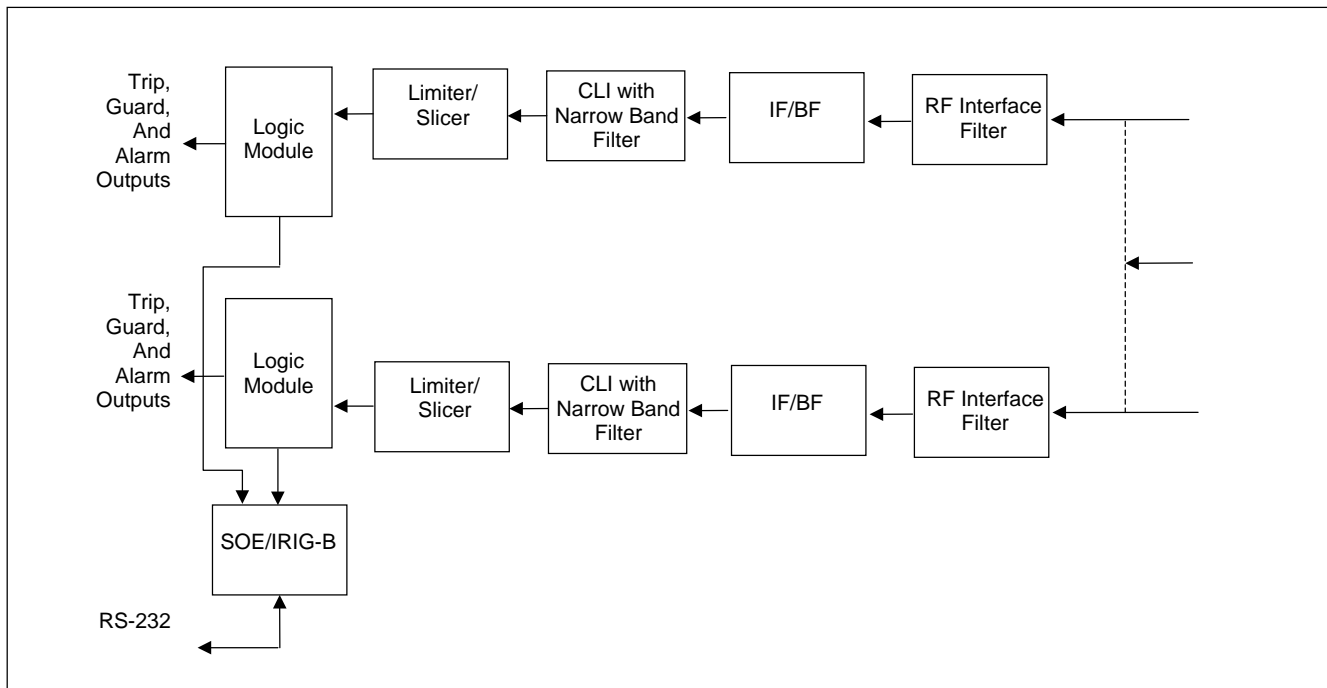 Trip,
Guard,
And
Alarm
Outputs
Logic
Module
Limiter/
Slicer
CLI with
Narrow Band
Filter
IF/BF
RF Interface
Filter
Trip,
Guard,
And
Alarm
Outputs
Logic
Module
Limiter/
Slicer
CLI with
Narrow Band
Filter
IF/BF
RF Interface
Filter
SOE/IRIG-B
RS-232